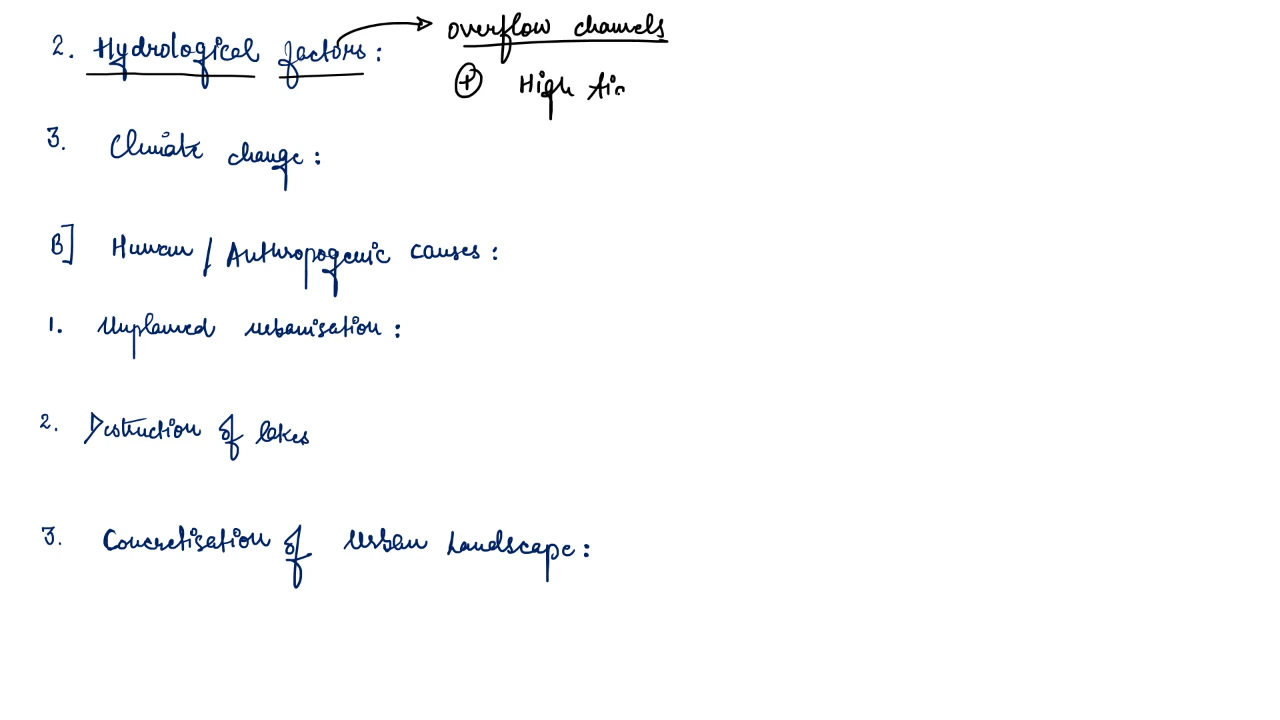 2. Hydrological factors: → overflow channels
⊕ High
3. Climate change:
B] Human / Anthropogenic causes:
1. Unplanned urbanisation:
2. Destruction of lakes
3. Concretisation of Urban Landscape: